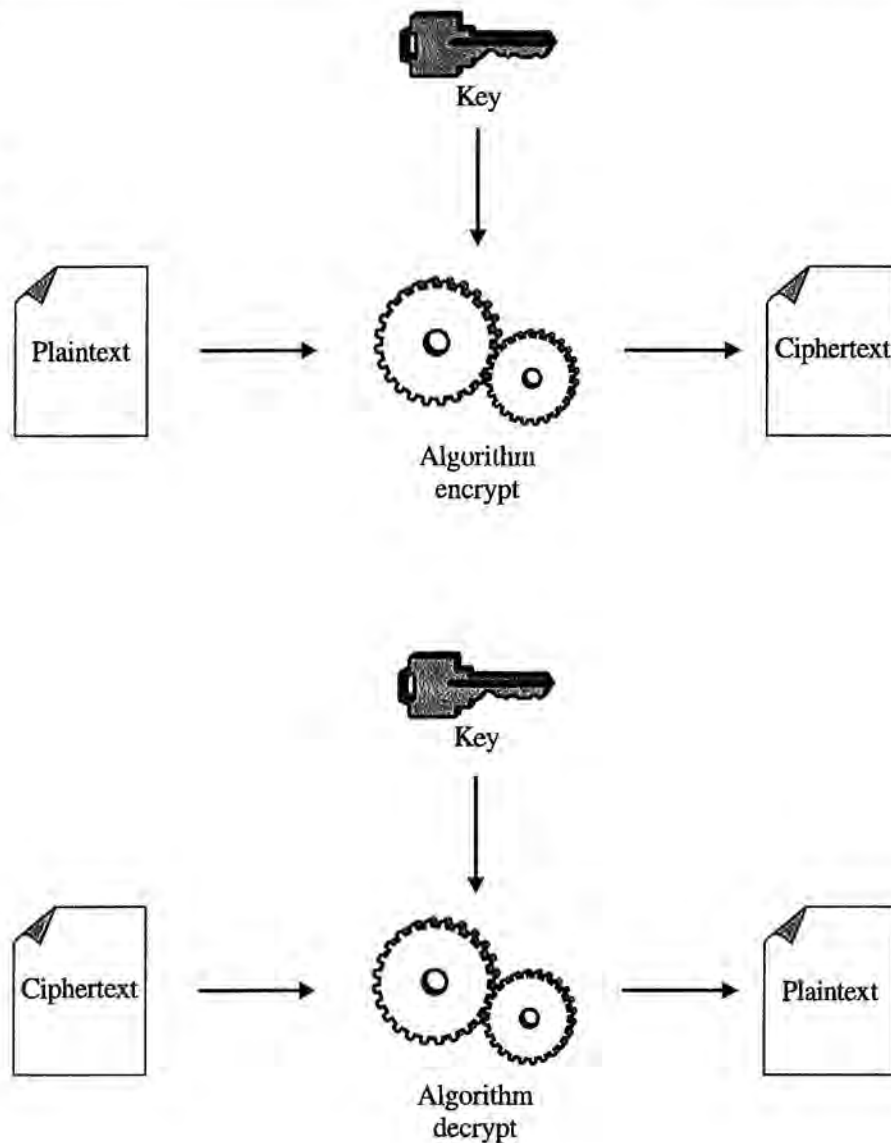 Key
Plaintext
Ciphertext
Algorithm
encrypt
Key
Ciphertext
Plaintext
Algorithm
decrypt